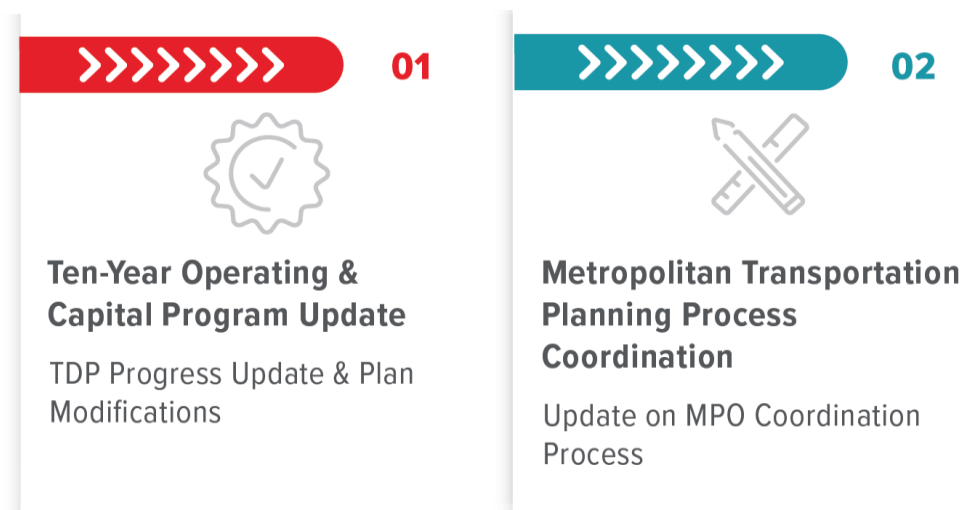 01
Ten-Year Operating &
Capital Program Update
TDP Progress Update & Plan
Modifications
02
Metropolitan Transportation
Planning Process
Coordination
Update on MPO Coordination
Process